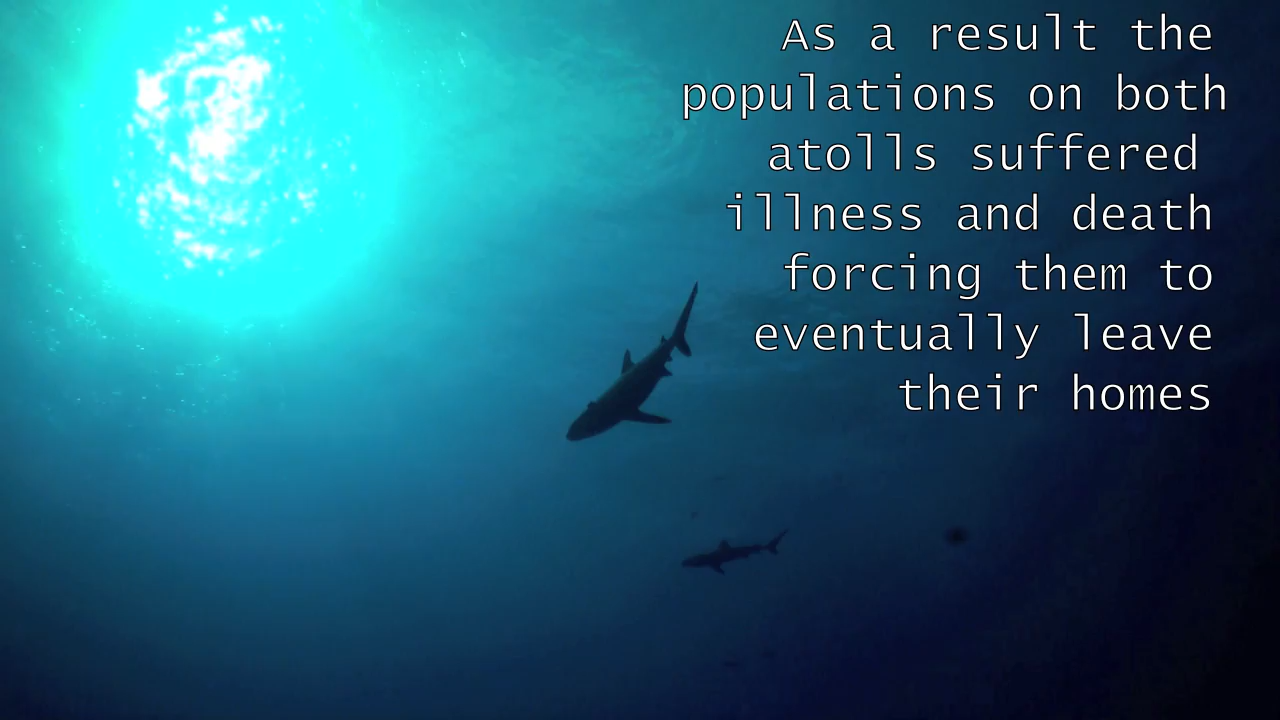 As a result the
populations on both
atolls suffered
illness and death
forcing them to
eventually leave
their homes